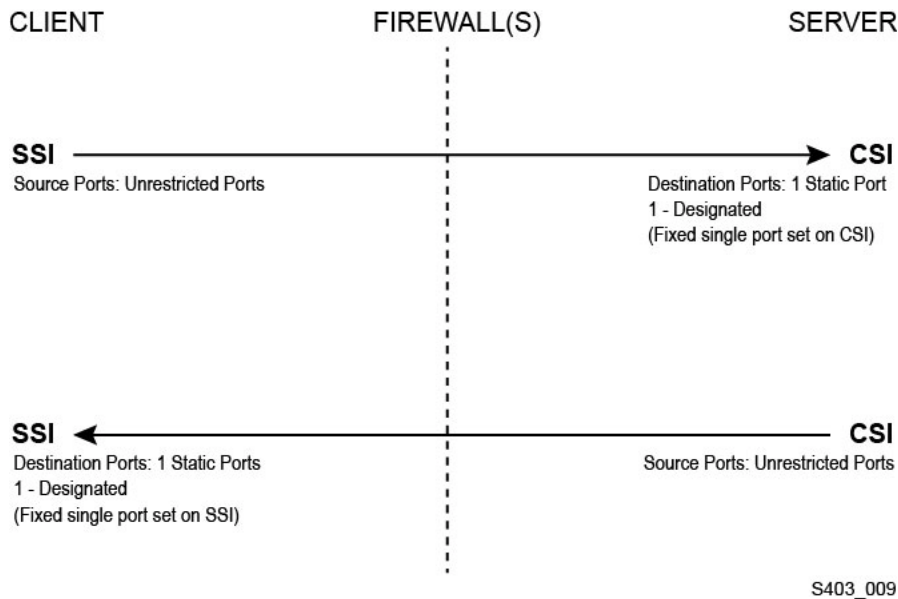 CLIENT FIREWALL(S) SERVER
SSI CSI
Source Ports: Unrestricted Ports
Destination Ports: 1 Static Port
1 - Designated
(Fixed single port set on CSI)
SSI CSI
Destination Ports: 1 Static Ports
1 - Designated
(Fixed single port set on SSI)
Source Ports: Unrestricted Ports
S403_009